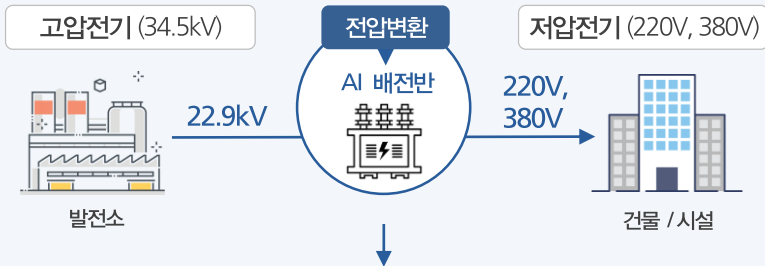 고압전기 (34.5kV)
전압변환
저압전기 (220V, 380V)
AI 배전반
22.9kV
220V,
380V
발전소
건물 / 시설